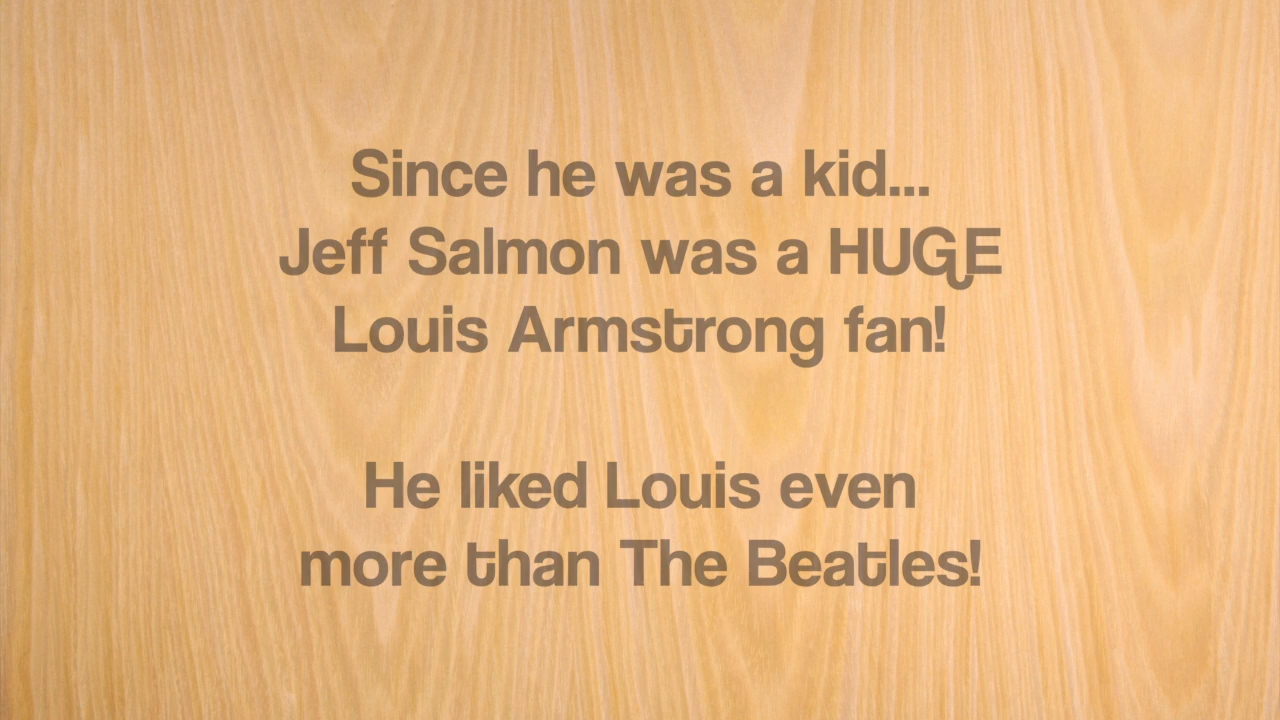 Since he was a kid...
Jeff Salmon was a HUGE
Louis Armstrong fan!
He liked Louis even
more than The Beatles!